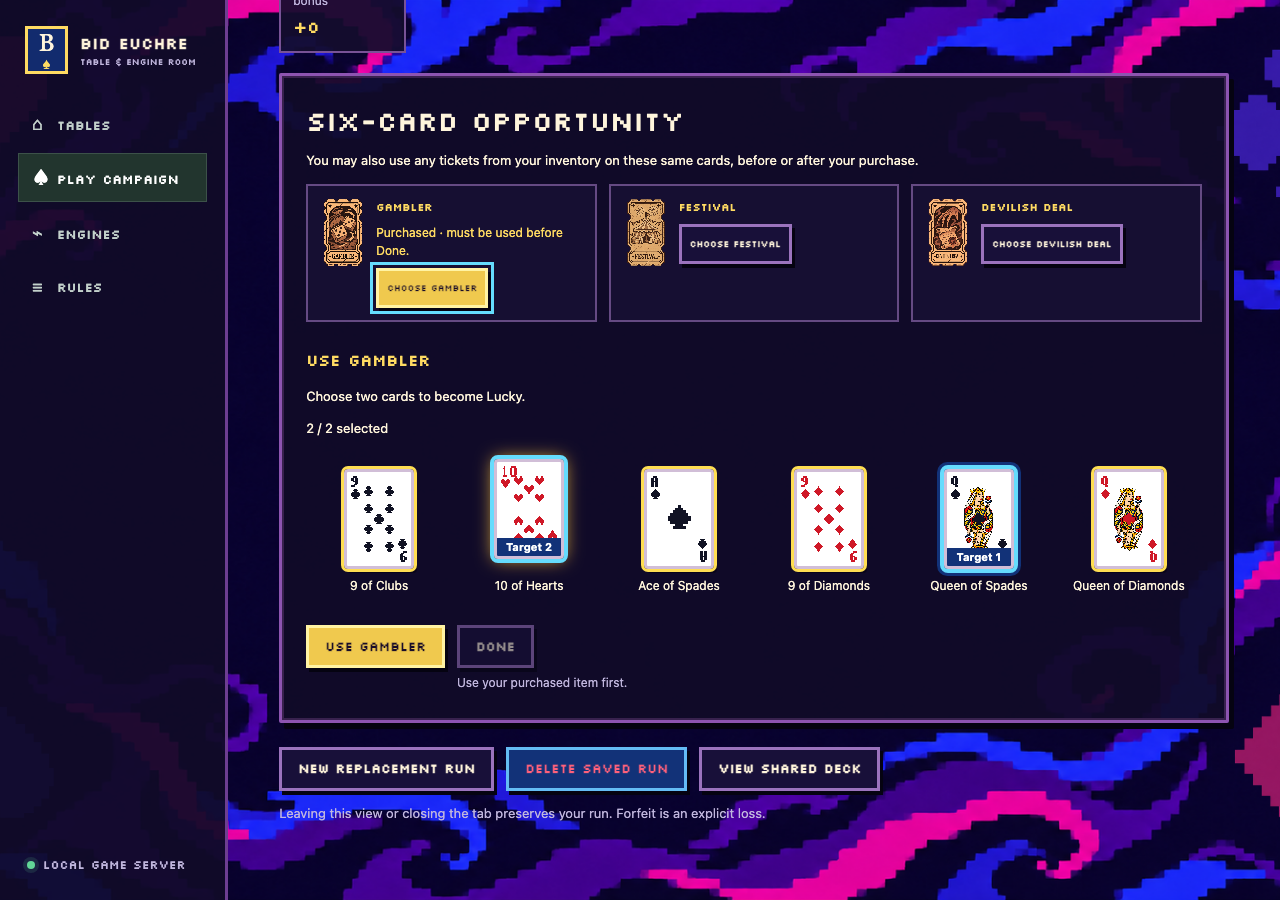 bonus
+0
B
BID EUCHRE
TABLE & ENGINE ROOM
TABLES
PLAY CAMPAIGN
ENGINES
RULES
LOCAL GAME SERVER
SIX-CARD OPPORTUNITY
You may also use any tickets from your inventory on these same cards, before or after your purchase.
GAMBLER
Purchased · must be used before
Done.
CHOOSE GAMBLER
FESTIVAL
CHOOSE FESTIVAL
DEVILISH DEAL
CHOOSE DEVILISH DEAL
USE GAMBLER
Choose two cards to become Lucky.
2 / 2 selected
9
9
9 of Clubs
10
Target 2
10 of Hearts
A
A
Ace of Spades
9
9
9 of Diamonds
Q
Target 1
Queen of Spades
Q
Q
Queen of Diamonds
USE GAMBLER
DONE
Use your purchased item first.
NEW REPLACEMENT RUN
DELETE SAVED RUN
VIEW SHARED DECK
Leaving this view or closing the tab preserves your run. Forfeit is an explicit loss.